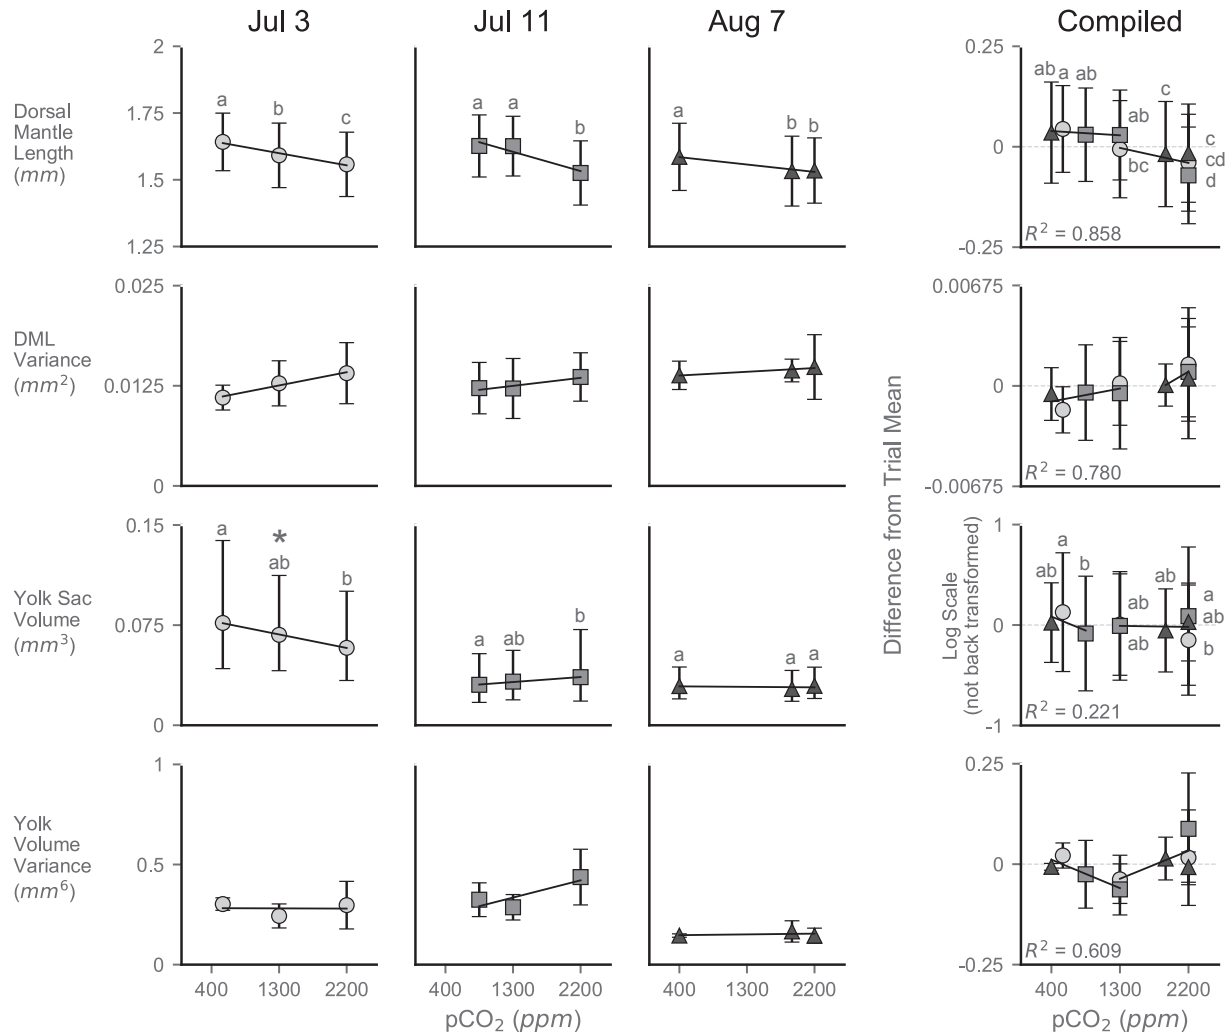 Jul 3
Jul 11
Aug 7
Compiled
Dorsal
Mantle
Length
(mm)
2
1.75
1.5
1.25
a
b
c
a
a
b
a
b
b
0.25
0
-0.25
ab
a
ab
ab
bc
c
c
cd
d
R² = 0.858
DML
Variance
(mm²)
0.025
0.0125
0
0.00675
0
-0.00675
R² = 0.780
Difference from Trial Mean
Yolk Sac
Volume
(mm³)
0.15
0.075
0
a
*
ab
b
a
ab
b
a
a
a
Log Scale
(not back transformed)
1
0
-1
ab
a
b
ab
ab
ab
a
ab
b
R² = 0.221
Yolk
Volume
Variance
(mm⁶)
1
0.5
0
0.25
0
-0.25
R² = 0.609
400 1300 2200
400 1300 2200
400 1300 2200
400 1300 2200
pCO₂ (ppm)
pCO₂ (ppm)